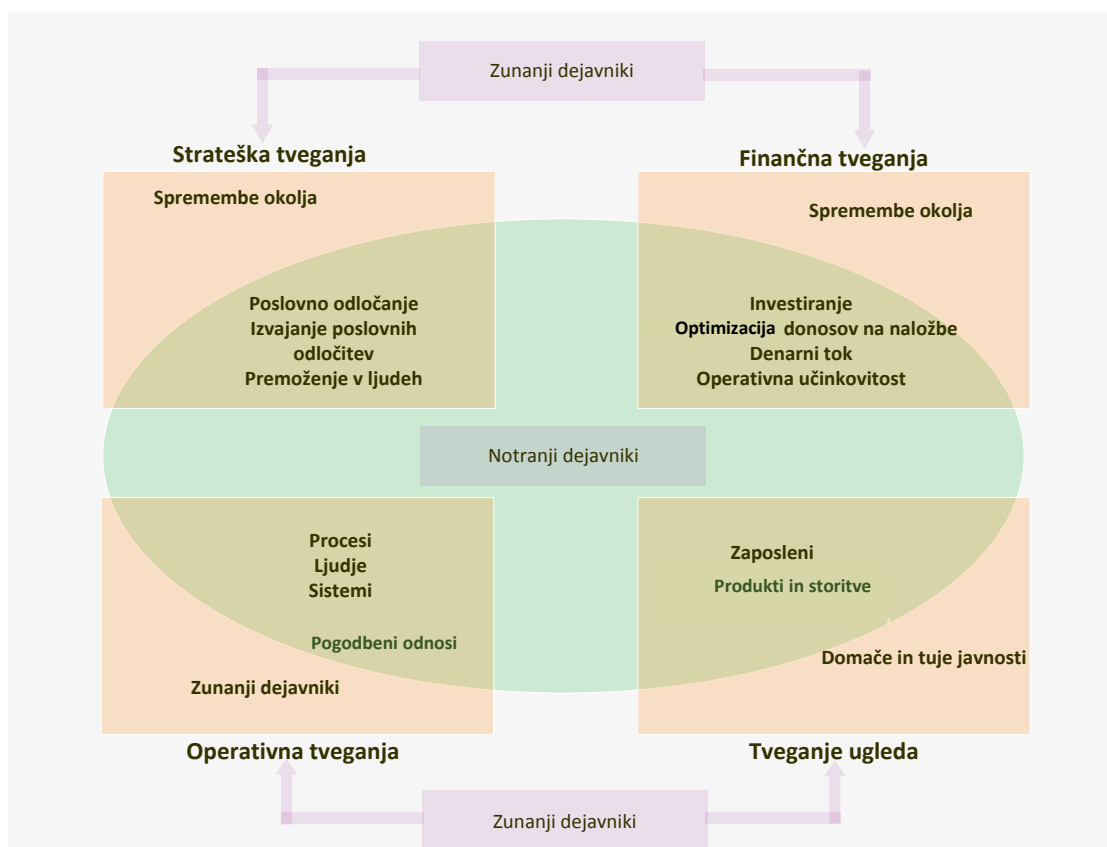 Zunanji dejavniki
Strateška tveganja
Finančna tveganja
Spremembe okolja
Spremembe okolja
Poslovno odločanje
Izvajanje poslovnih
odločitev
Premoženje v ljudeh
Investiranje
Optimizacija donosov na naložbe
Denarni tok
Operativna učinkovitost
Notranji dejavniki
Procesi
Ljudje
Sistemi
Pogodbeni odnosi
Zunanji dejavniki
Zaposleni
Produkti in storitve
Domače in tuje javnosti
Operativna tveganja
Tveganje ugleda
Zunanji dejavniki